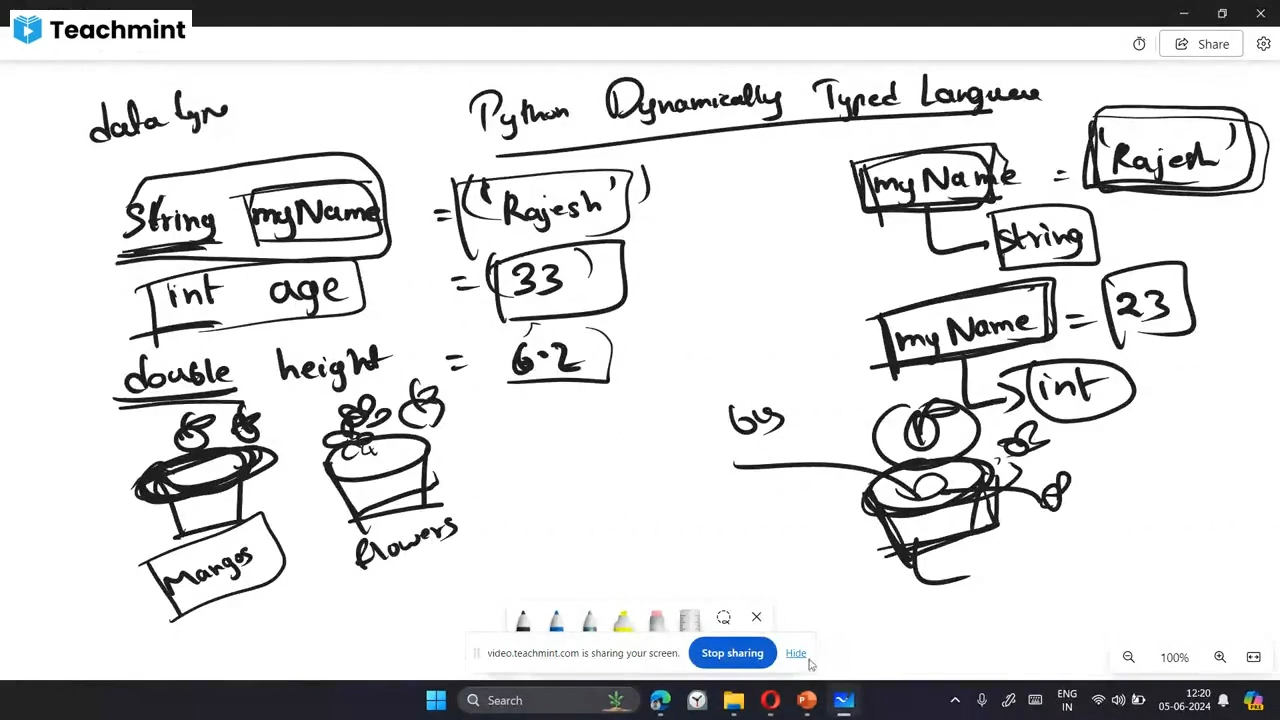 Teachmint
Share
data type
Python Dynamically Typed Language
String myName = ('Rajesh')
int age = (33)
double height = 6.2
Mangos
flowers
myName = 'Rajesh'
string
myName = 23
int
video.teachmint.com is sharing your screen. Stop sharing Hide
100%
Search
ENG
IN
12:20
05-06-2024